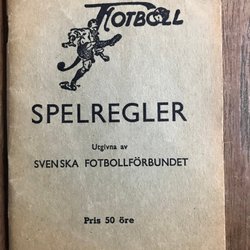 FOTBOLL
SPELREGLER
Utgivna av
SVENSKA FOTBOLLFÖRBUNDET
Pris 50 öre